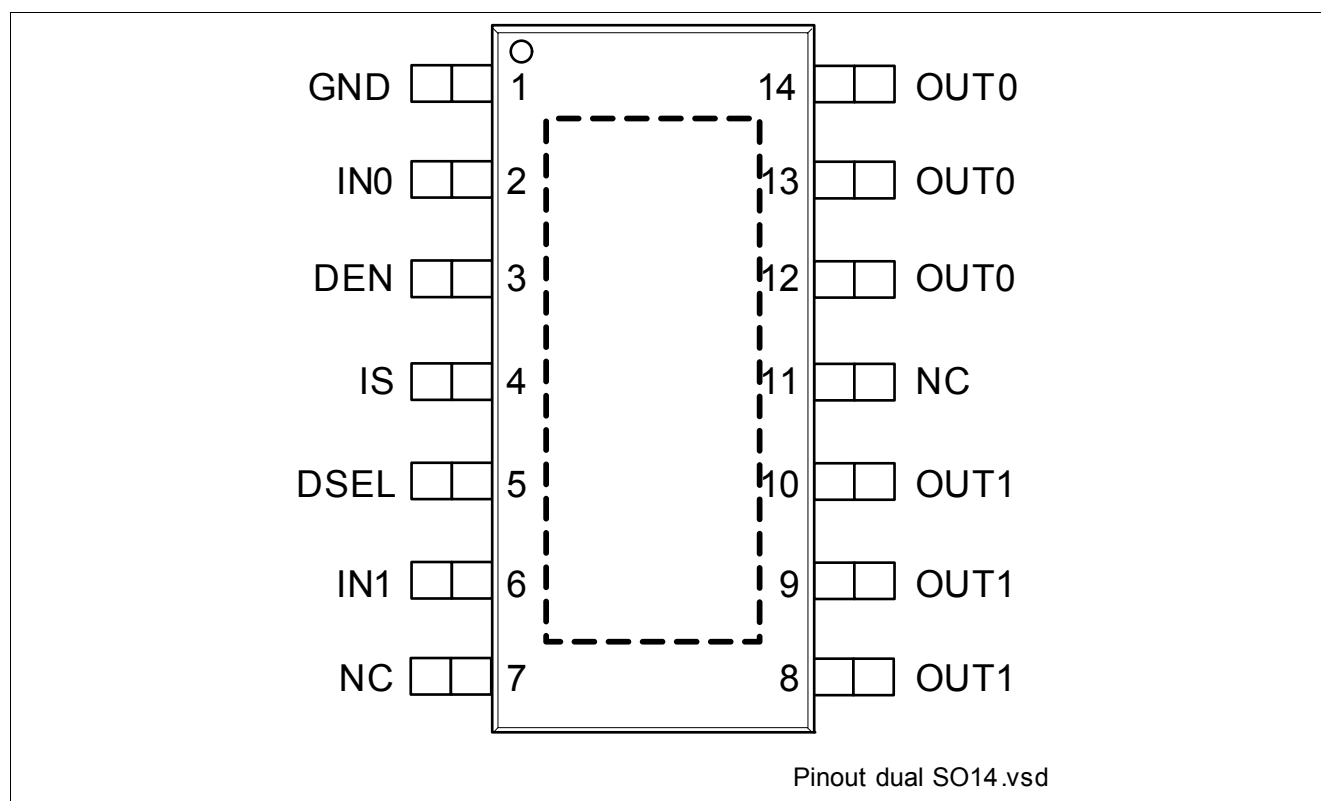 GND 1 14 OUT0
IN0 2 13 OUT0
DEN 3 12 OUT0
IS 4 11 NC
DSEL 5 10 OUT1
IN1 6 9 OUT1
NC 7 8 OUT1
Pinout dual SO14.vsd